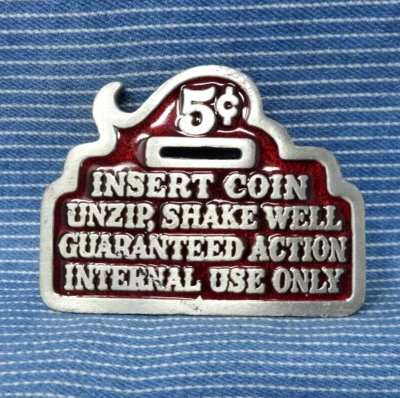 5¢
INSERT COIN
UNZIP, SHAKE WELL
GUARANTEED ACTION
INTERNAL USE ONLY